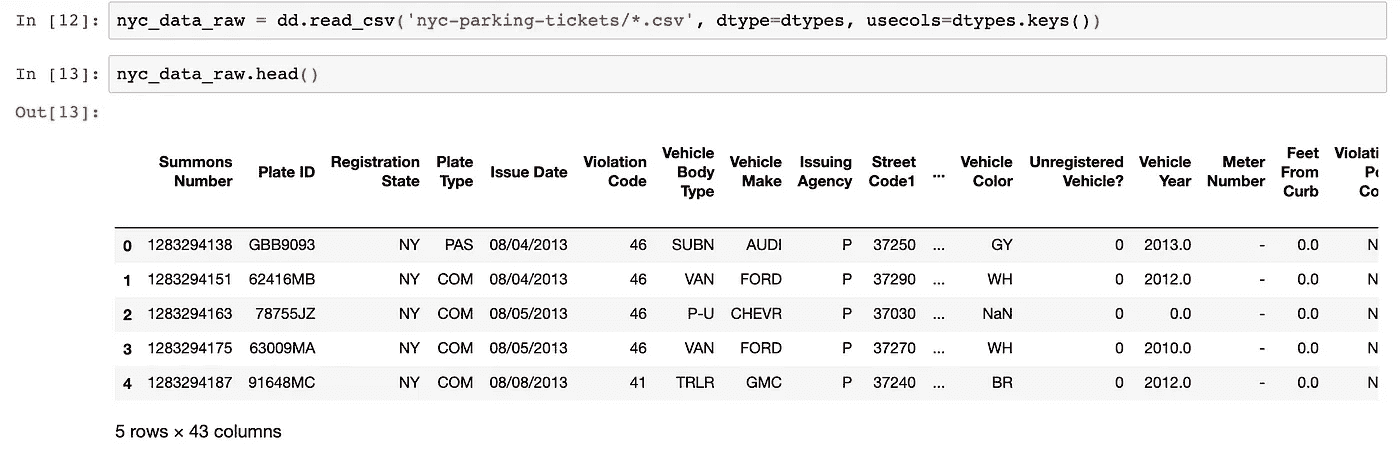 In [12]: nyc_data_raw = dd.read_csv('nyc-parking-tickets/*.csv', dtype=dtypes, usecols=dtypes.keys())
In [13]: nyc_data_raw.head()
Out[13]:
Summons Number Plate ID Registration State Plate Type Issue Date Violation Code Vehicle Body Type Vehicle Make Issuing Agency Street Code1 ... Vehicle Color Unregistered Vehicle? Vehicle Year Meter Number Feet From Curb
0 1283294138 GBB9093 NY PAS 08/04/2013 46 SUBN AUDI P 37250 ... GY 0 2013.0 - 0.0 N
1 1283294151 62416MB NY COM 08/04/2013 46 VAN FORD P 37290 ... WH 0 2012.0 - 0.0 N
2 1283294163 78755JZ NY COM 08/05/2013 46 P-U CHEVR P 37030 ... NaN 0 0.0 - 0.0 N
3 1283294175 63009MA NY COM 08/05/2013 46 VAN FORD P 37270 ... WH 0 2010.0 - 0.0 N
4 1283294187 91648MC NY COM 08/08/2013 41 TRLR GMC P 37240 ... BR 0 2012.0 - 0.0 N
5 rows × 43 columns